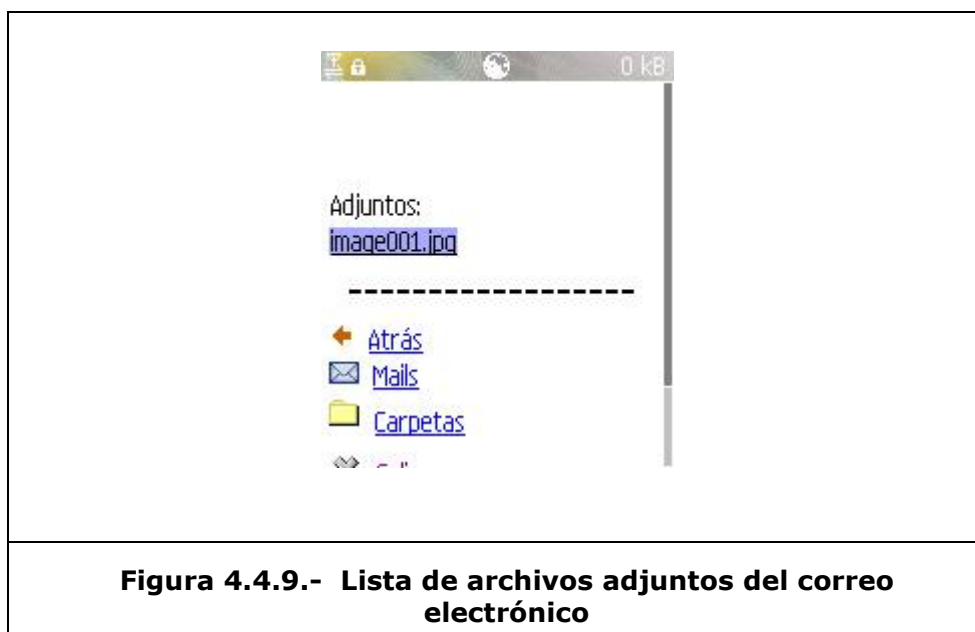 0 kB
Adjuntos:
image001.jpg
-------------------
Atrás
Mails
Carpetas
Figura 4.4.9.- Lista de archivos adjuntos del correo
electrónico